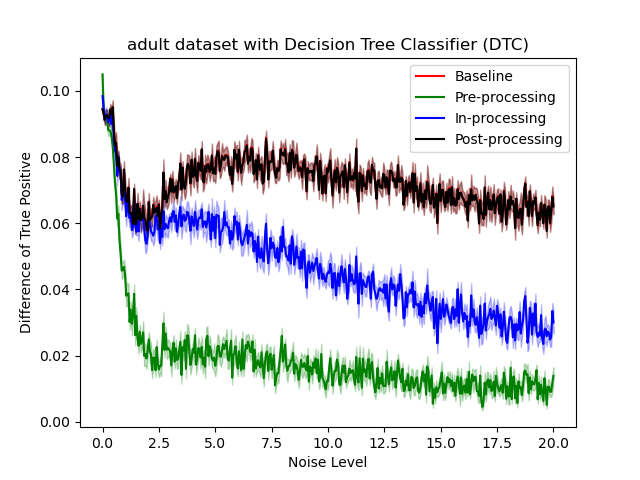 adult dataset with Decision Tree Classifier (DTC)
Baseline
Pre-processing
In-processing
Post-processing
Difference of True Positive
0.10
0.08
0.06
0.04
0.02
0.00
0.0 2.5 5.0 7.5 10.0 12.5 15.0 17.5 20.0
Noise Level